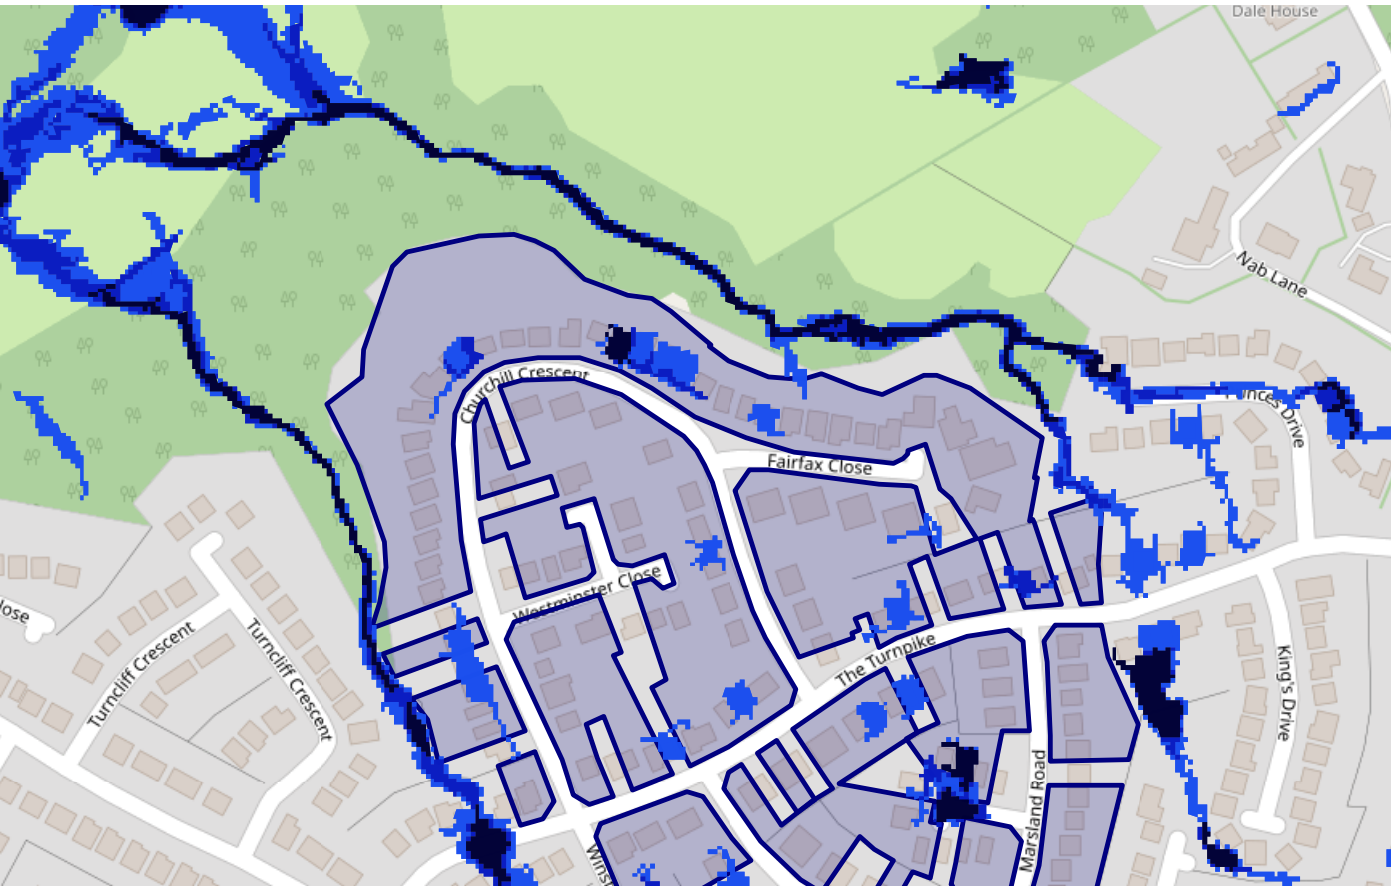 Dale House
Nab Lane
Churchill Crescent
Fairfax Close
Westminster Close
The Turnpike
Turncliff Crescent
Turncliff Crescent
Drive
King's Drive
Marsland Road